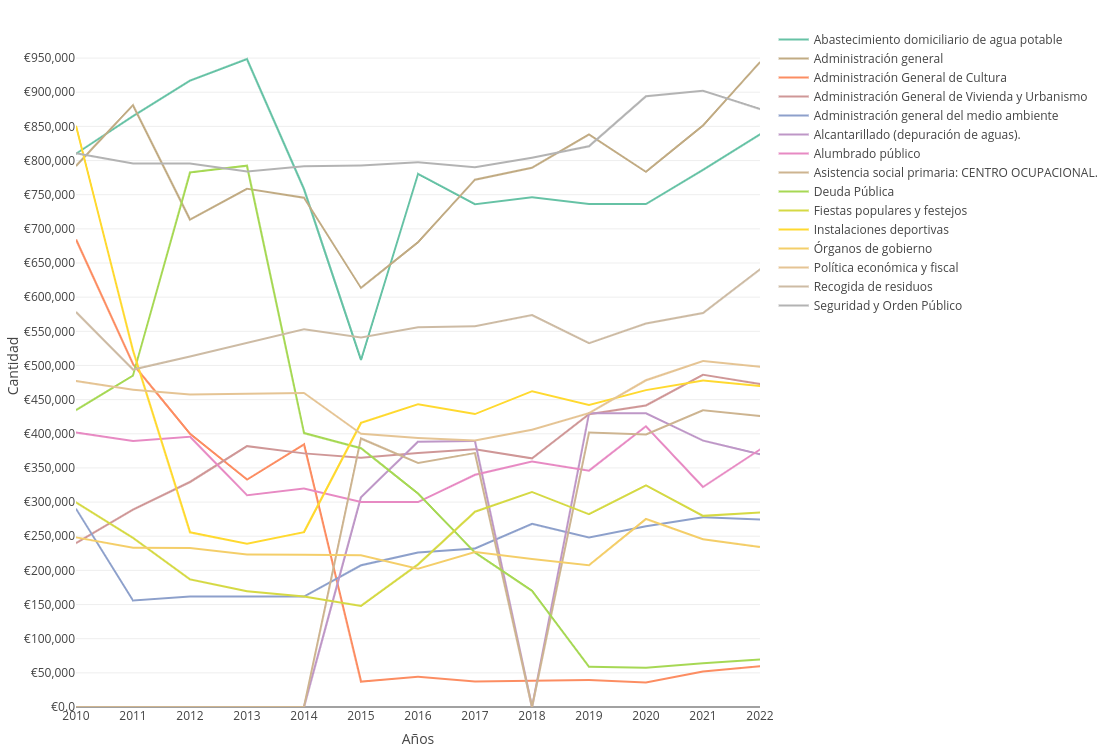 €950,000
€900,000
€850,000
€800,000
€750,000
€700,000
€650,000
€600,000
€550,000
€500,000
€450,000
€400,000
€350,000
€300,000
€250,000
€200,000
€150,000
€100,000
€50,000
€0,0
Cantidad
2010 2011 2012 2013 2014 2015 2016 2017 2018 2019 2020 2021 2022
Años
Abastecimiento domiciliario de agua potable
Administración general
Administración General de Cultura
Administración General de Vivienda y Urbanismo
Administración general del medio ambiente
Alcantarillado (depuración de aguas).
Alumbrado público
Asistencia social primaria: CENTRO OCUPACIONAL.
Deuda Pública
Fiestas populares y festejos
Instalaciones deportivas
Órganos de gobierno
Política económica y fiscal
Recogida de residuos
Seguridad y Orden Público